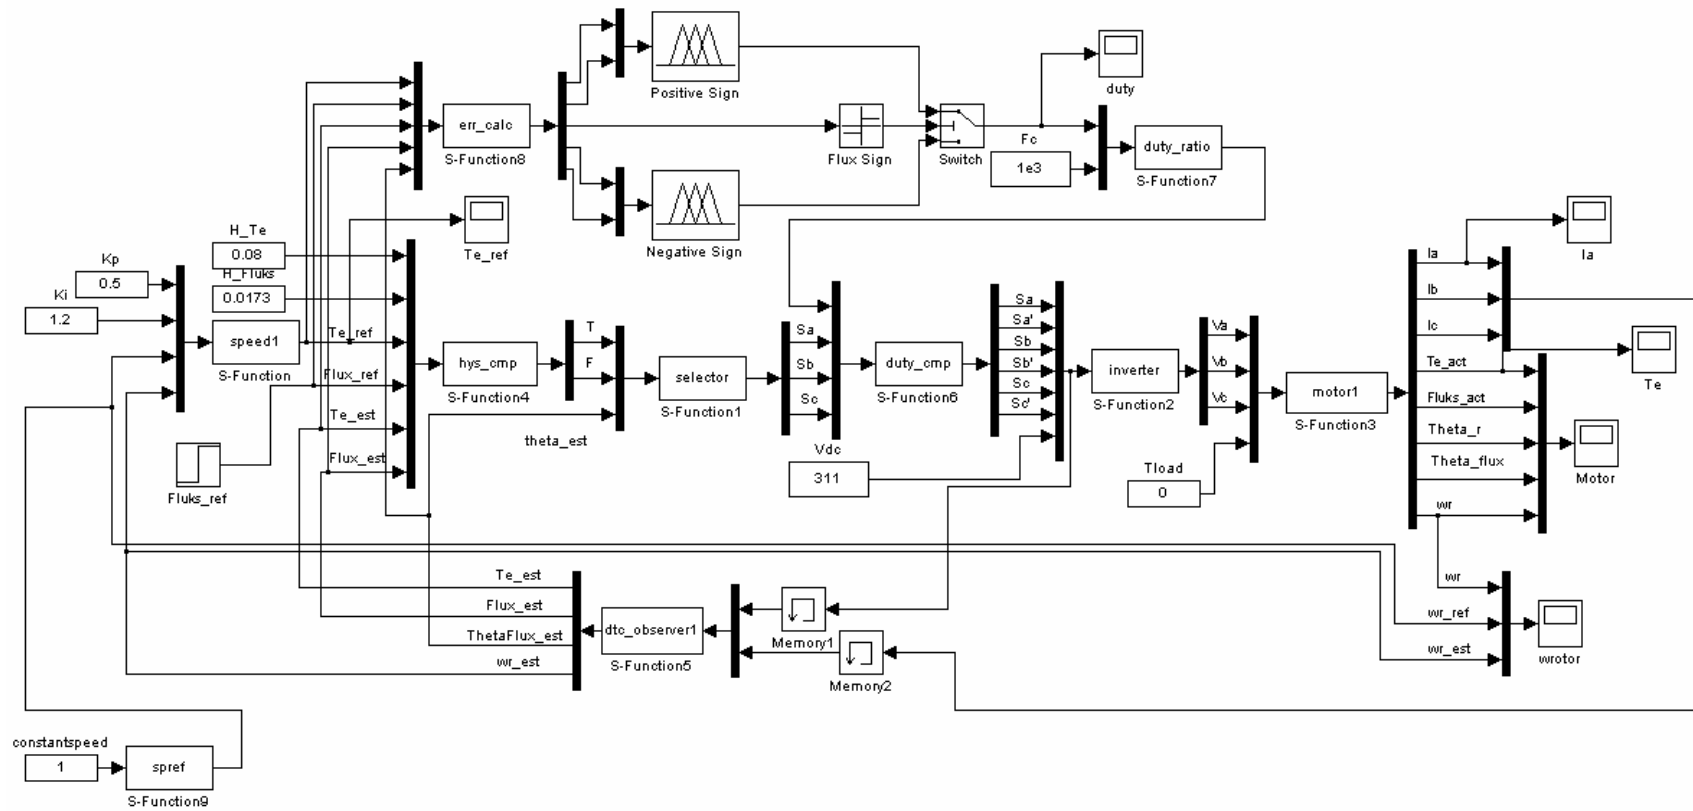 Positive Sign
duty
err_calc
S-Function8
Flux Sign
Switch
Fc
1e3
duty_ratio
S-Function7
Negative Sign
Te_ref
H_Te
0.08
H_Fluks
0.0173
Kp
0.5
Ki
1.2
speed1
S-Function
Te_ref
Flux_ref
Te_est
Flux_est
Fluks_ref
hys_cmp
S-Function4
T
F
theta_est
selector
S-Function1
Sa
Sb
Sc
Vdc
311
duty_cmp
S-Function6
Sa
Sa'
Sb
Sb'
Sc
Sc'
inverter
S-Function2
Va
Vb
Vc
Tload
0
motor1
S-Function3
Ia
Ib
Ic
Te_act
Fluks_act
Theta_r
Theta_flux
wr
Ia
Te
Motor
wr
wr_ref
wr_est
wrotor
Te_est
Flux_est
ThetaFlux_est
wr_est
dtc_observer1
S-Function5
Memory1
Memory2
constantspeed
1
spref
S-Function9